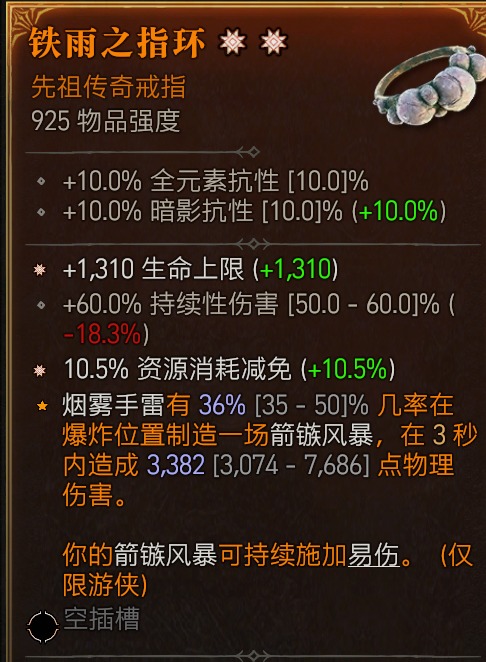 铁雨之指环
先祖传奇戒指
925 物品强度
+10.0% 全元素抗性 [10.0]%
+10.0% 暗影抗性 [10.0]% (+10.0%)
+1,310 生命上限 (+1,310)
+60.0% 持续性伤害 [50.0 - 60.0]% (
-18.3%)
10.5% 资源消耗减免 (+10.5%)
烟雾手雷有 36% [35 - 50]% 几率在
爆炸位置制造一场箭镞风暴，在 3 秒
内造成 3,382 [3,074 - 7,686] 点物理
伤害。
你的箭镞风暴可持续施加易伤。（仅
限游侠）
空插槽